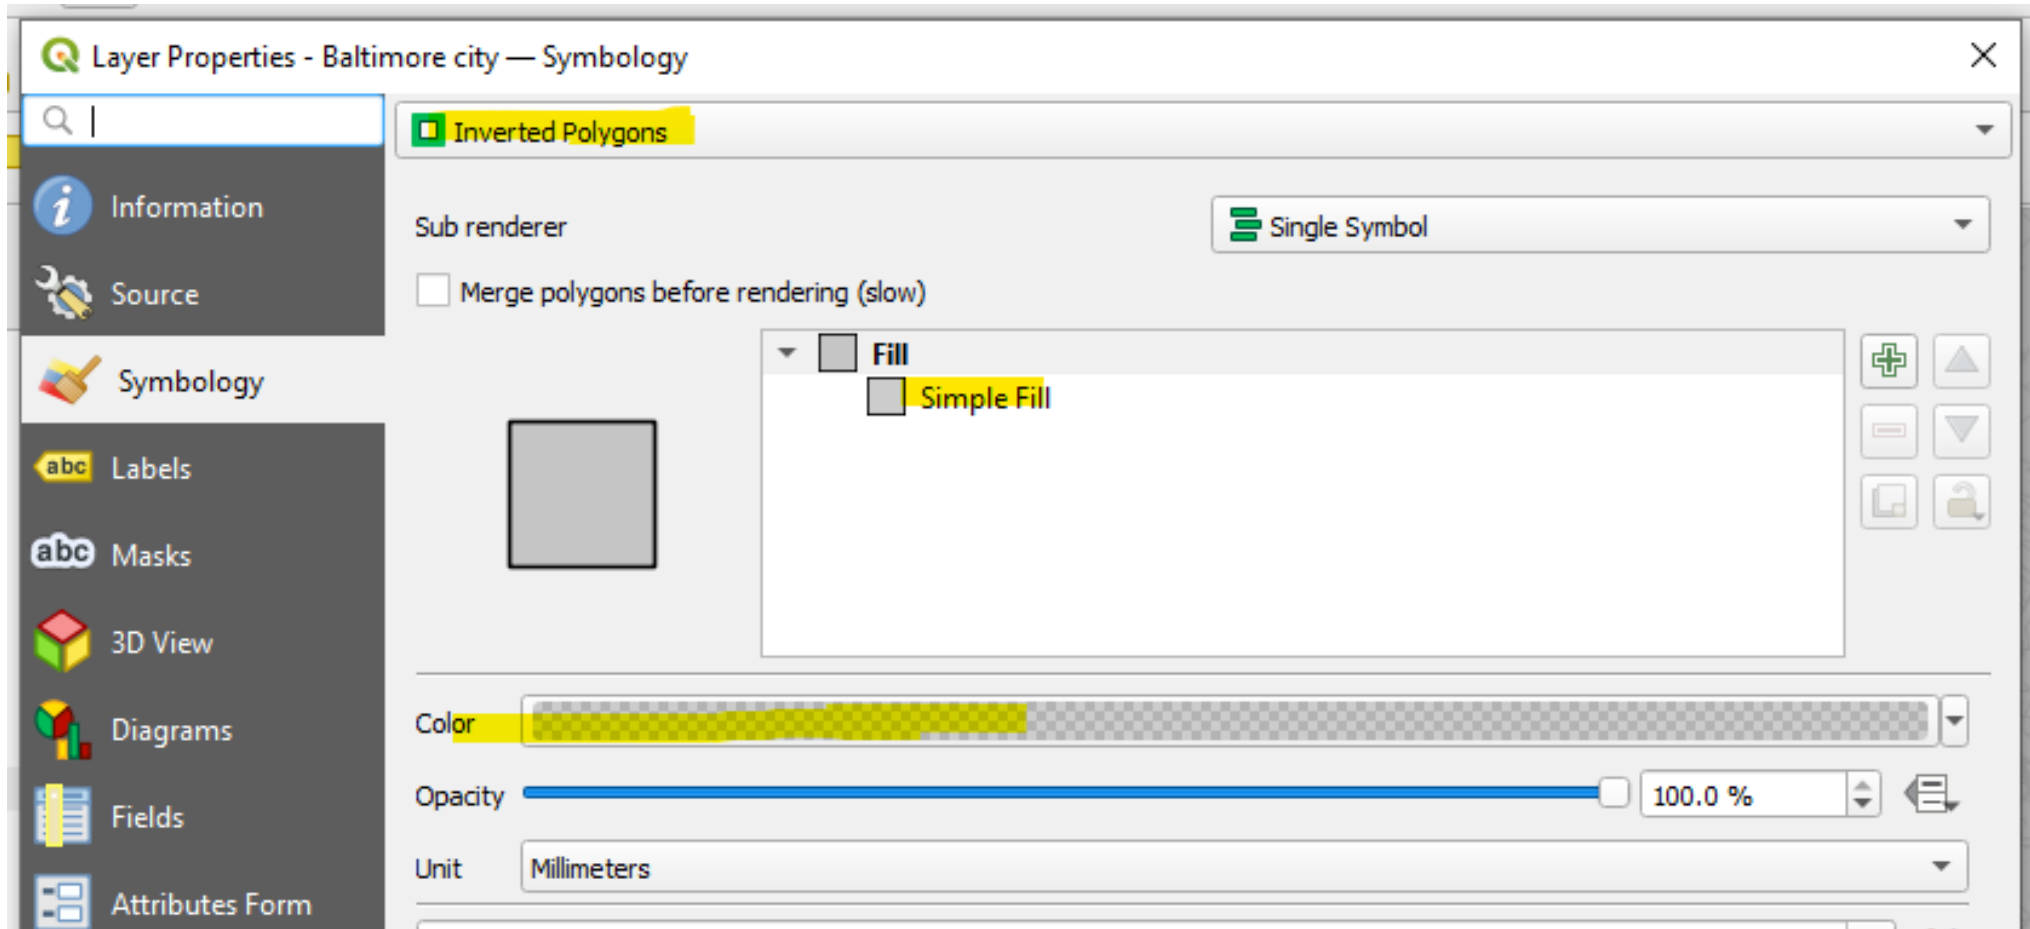 Layer Properties - Baltimore city — Symbology
Inverted Polygons
Information
Sub renderer
Single Symbol
Source
Merge polygons before rendering (slow)
Fill
Symbology
Simple Fill
abc
Labels
abc
Masks
3D View
Color
Diagrams
Opacity
100.0 %
Fields
Unit
Millimeters
Attributes Form